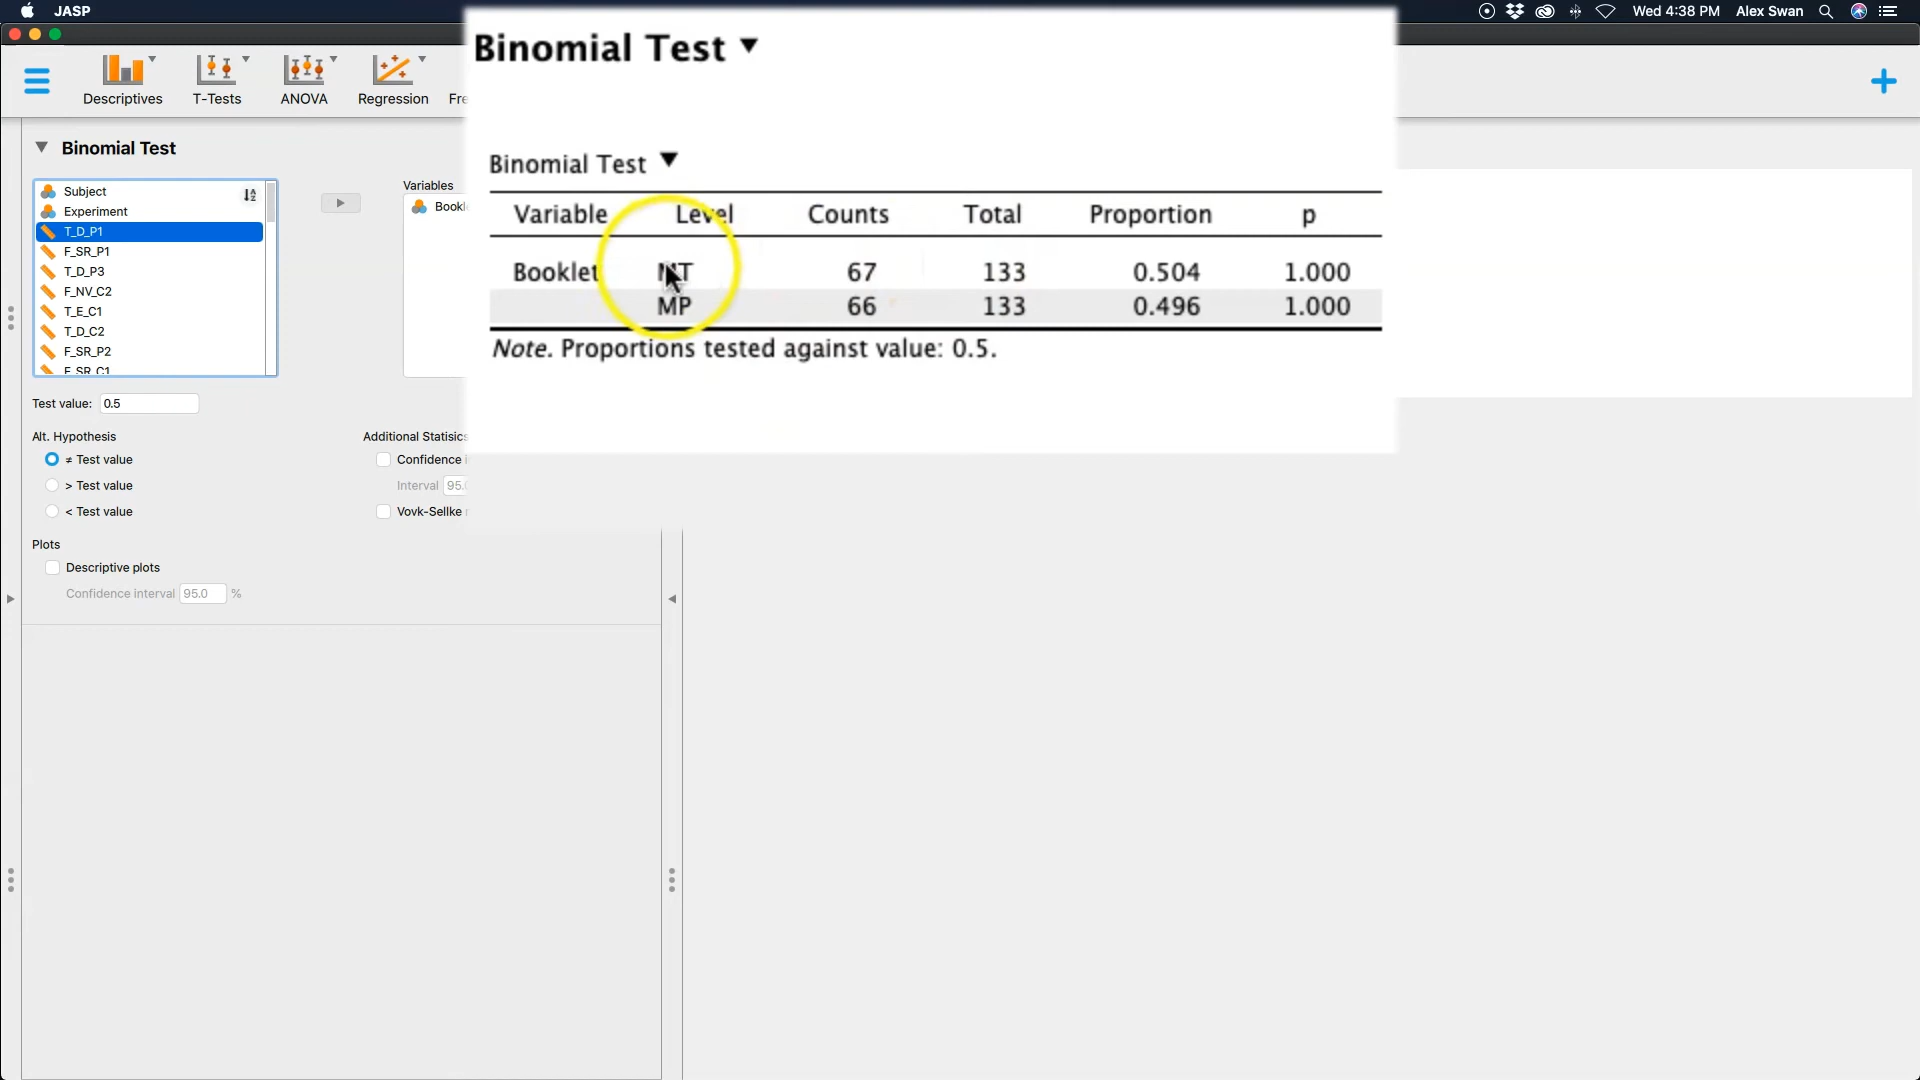 JASP
Wed 4:38 PM Alex Swan
Descriptives T-Tests ANOVA Regression
Binomial Test
Binomial Test
Variable Level Counts Total Proportion p
Booklet MT 67 133 0.504 1.000
MP 66 133 0.496 1.000
Note. Proportions tested against value: 0.5.
Binomial Test
Subject
Experiment
T_D_P1
F_SR_P1
T_D_P3
F_NV_C2
T_E_C1
T_D_C2
F_SR_P2
F_SR_C1
Variables
Test value: 0.5
Alt. Hypothesis
≠ Test value
> Test value
< Test value
Additional Statisics
Confidence
Interval 95.
Vovk-Sellke
Plots
Descriptive plots
Confidence interval 95.0 %